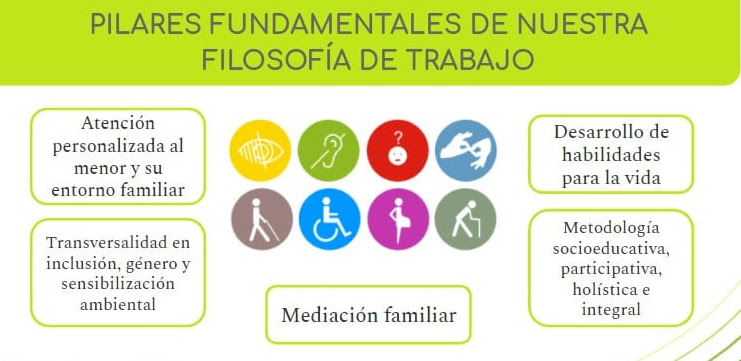 PILARES FUNDAMENTALES DE NUESTRA
FILOSOFÍA DE TRABAJO
Atención
personalizada al
menor y su
entorno familiar
Transversalidad en
inclusión, género y
sensibilización
ambiental
?
Mediación familiar
Desarrollo de
habilidades
para la vida
Metodología
socioeducativa,
participativa,
holística e
integral